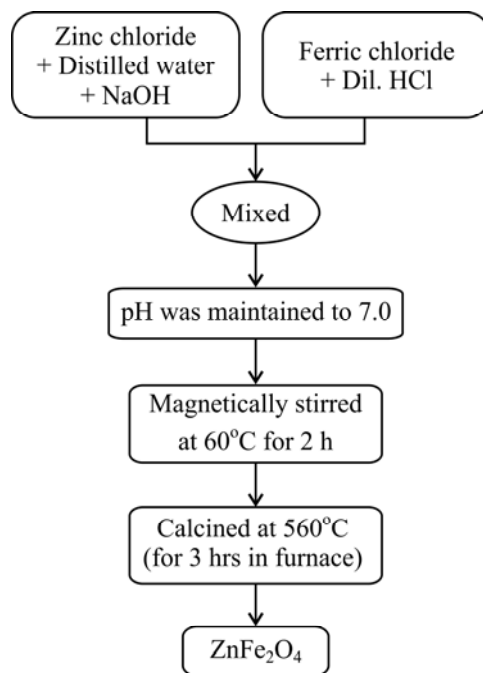 Zinc chloride
+ Distilled water
+ NaOH
Ferric chloride
+ Dil. HCl
Mixed
pH was maintained to 7.0
Magnetically stirred
at 60°C for 2 h
Calcined at 560°C
(for 3 hrs in furnace)
ZnFe₂O₄